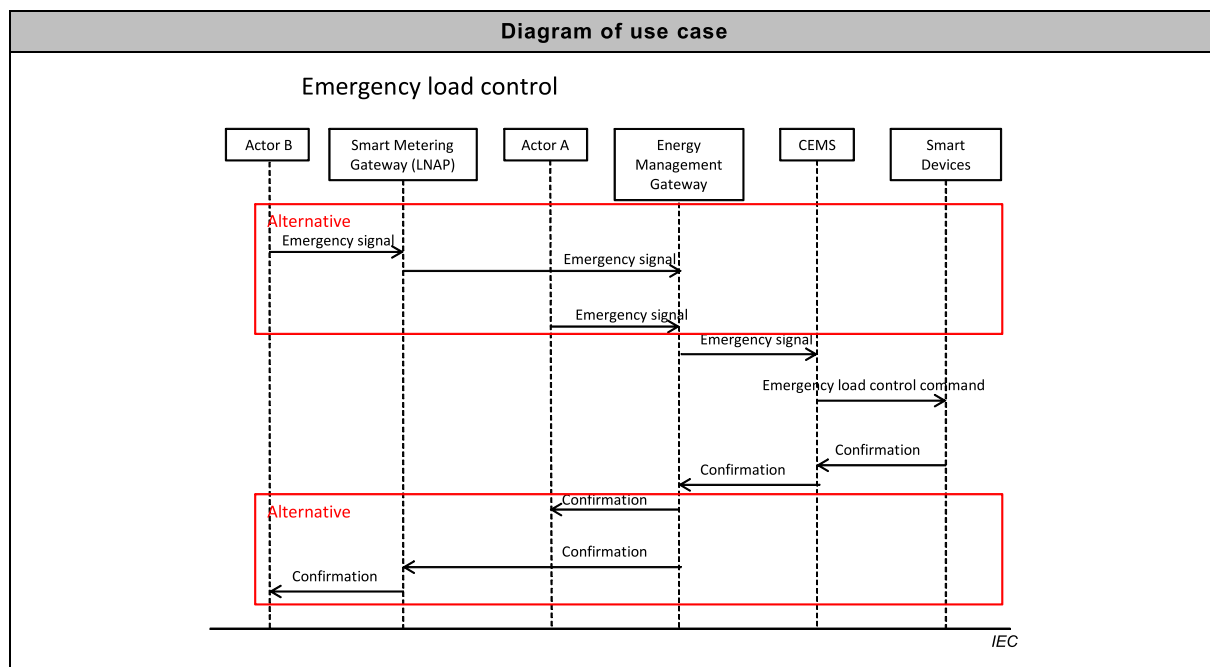 Diagram of use case
Emergency load control
Actor B
Smart Metering
Gateway (LNAP)
Actor A
Energy
Management
Gateway
CEMS
Smart
Devices
Alternative
Emergency signal
Emergency signal
Emergency signal
Emergency signal
Emergency load control command
Confirmation
Confirmation
Confirmation
Alternative
Confirmation
Confirmation
IEC